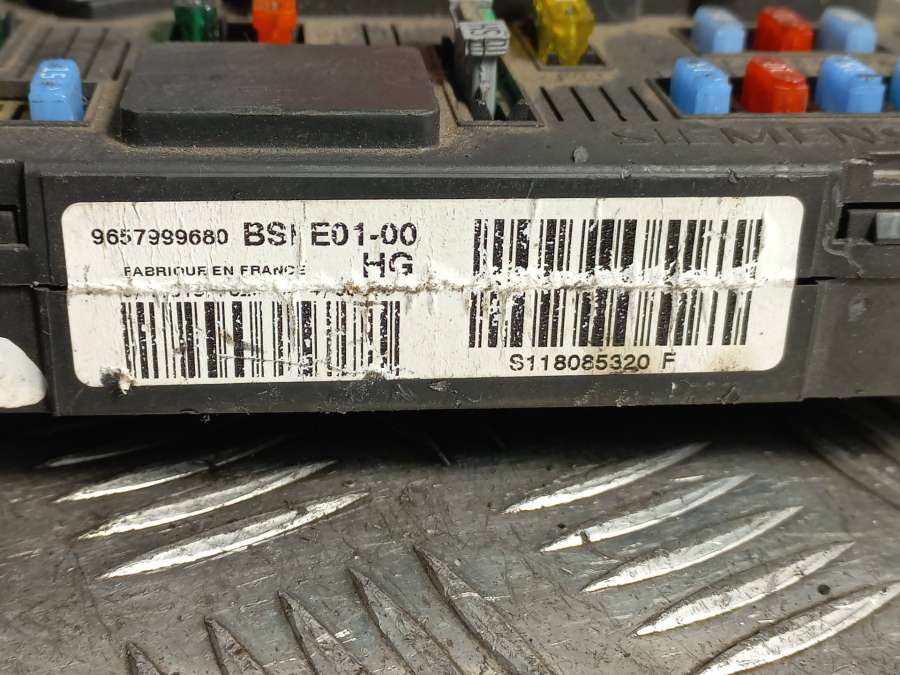 SIEMENS
9657999680 BSI E01-00
HG
FABRIQUE EN FRANCE
S118085320 F